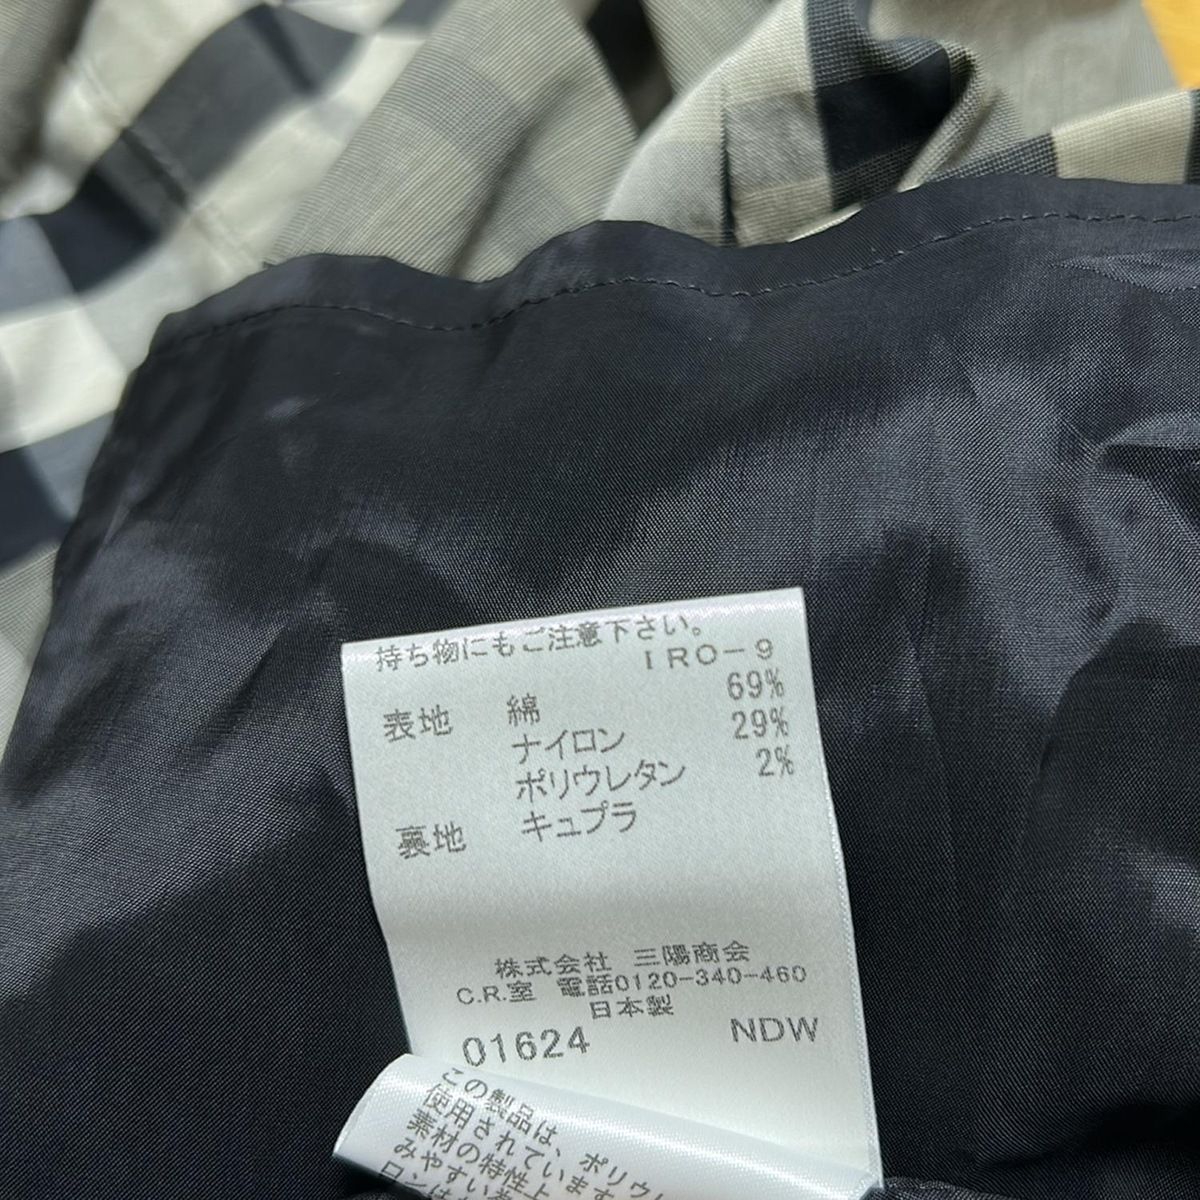 持ち物にもご注意下さい。
IRO-9
表地 綿 69%
ナイロン 29%
ポリウレタン 2%
裏地 キュプラ
株式会社 三陽商会
C.R.室 電話0120-340-460
日本製
01624 NDW
この製品は、
使用されていま
素材の特性上
みやすい
ロンは
ポリウレ